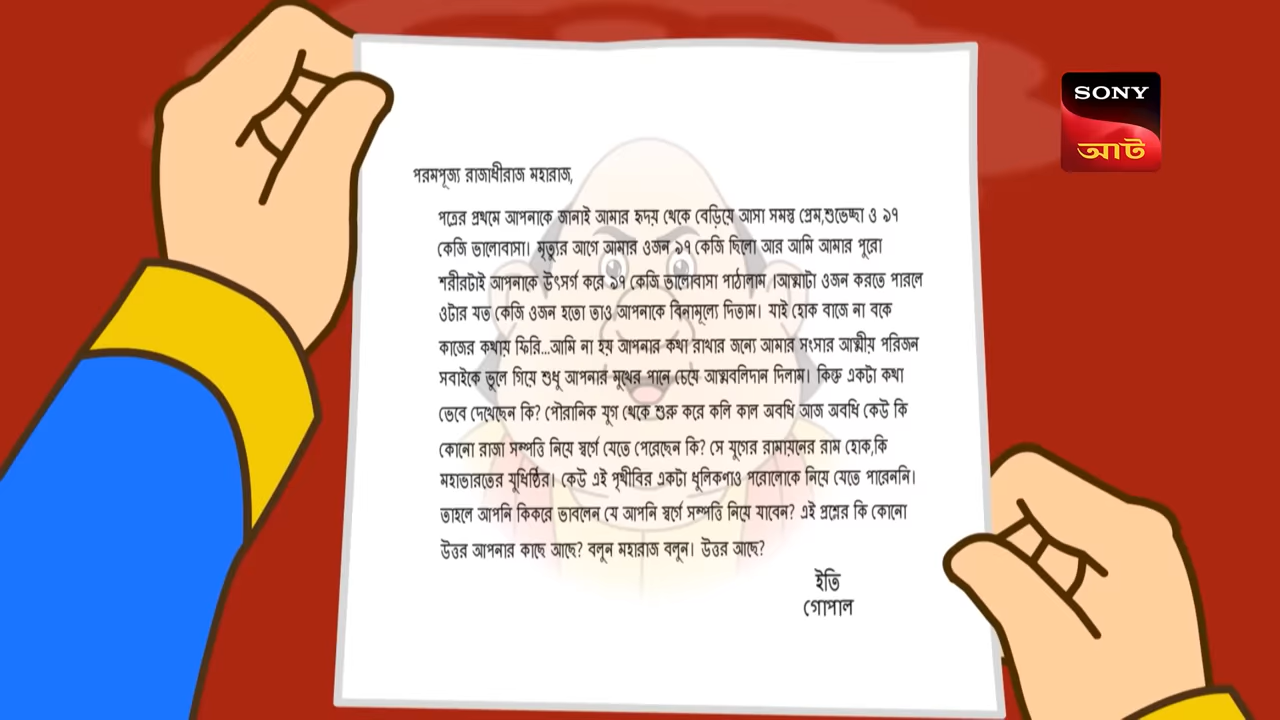 SONY
আট
পরমপূজ্য রাজাধীরাজ মহারাজ,
পত্রের প্রথমে আপনাকে জানাই আমার হৃদয় থেকে বেড়িয়ে আসা সমস্ত প্রেম,শুভেচ্ছা ও ৯৭
কেজি ভালোবাসা। মৃত্যুর আগে আমার ওজন ৯৭ কেজি ছিলো আর আমি আমার পুরো
শরীরটাই আপনাকে উৎসর্গ করে ৯৭ কেজি ভালোবাসা পাঠালাম ।আত্মাটা ওজন করতে পারলে
ওটার যত কেজি ওজন হতো তাও আপনাকে বিনামূল্যে দিতাম। যাই হোক বাজে না বকে
কাজের কথায় ফিরি...আমি না হয় আপনার কথা রাখার জন্যে আমার সংসার আত্মীয় পরিজন
সবাইকে ভুলে গিয়ে শুধু আপনার মুখের পানে চেয়ে আত্মবলিদান দিলাম। কিন্তু একটা কথা
ভেবে দেখেছেন কি? পৌরানিক যুগ থেকে শুরু করে কলি কাল অবধি আজ অবধি কেউ কি
কোনো রাজা সম্পত্তি নিয়ে স্বর্গে যেতে পেরেছেন কি? সে যুগের রামায়নের রাম হোক,কি
মহাভারতের যুধিষ্ঠির। কেউ এই পৃথীবির একটা ধুলিকণাও পরোলোকে নিয়ে যেতে পারেননি।
তাহলে আপনি কিকরে ভাবলেন যে আপনি স্বর্গে সম্পত্তি নিয়ে যাবেন? এই প্রশ্নের কি কোনো
উত্তর আপনার কাছে আছে? বলুন মহারাজ বলুন। উত্তর আছে?
ইতি
গোপাল